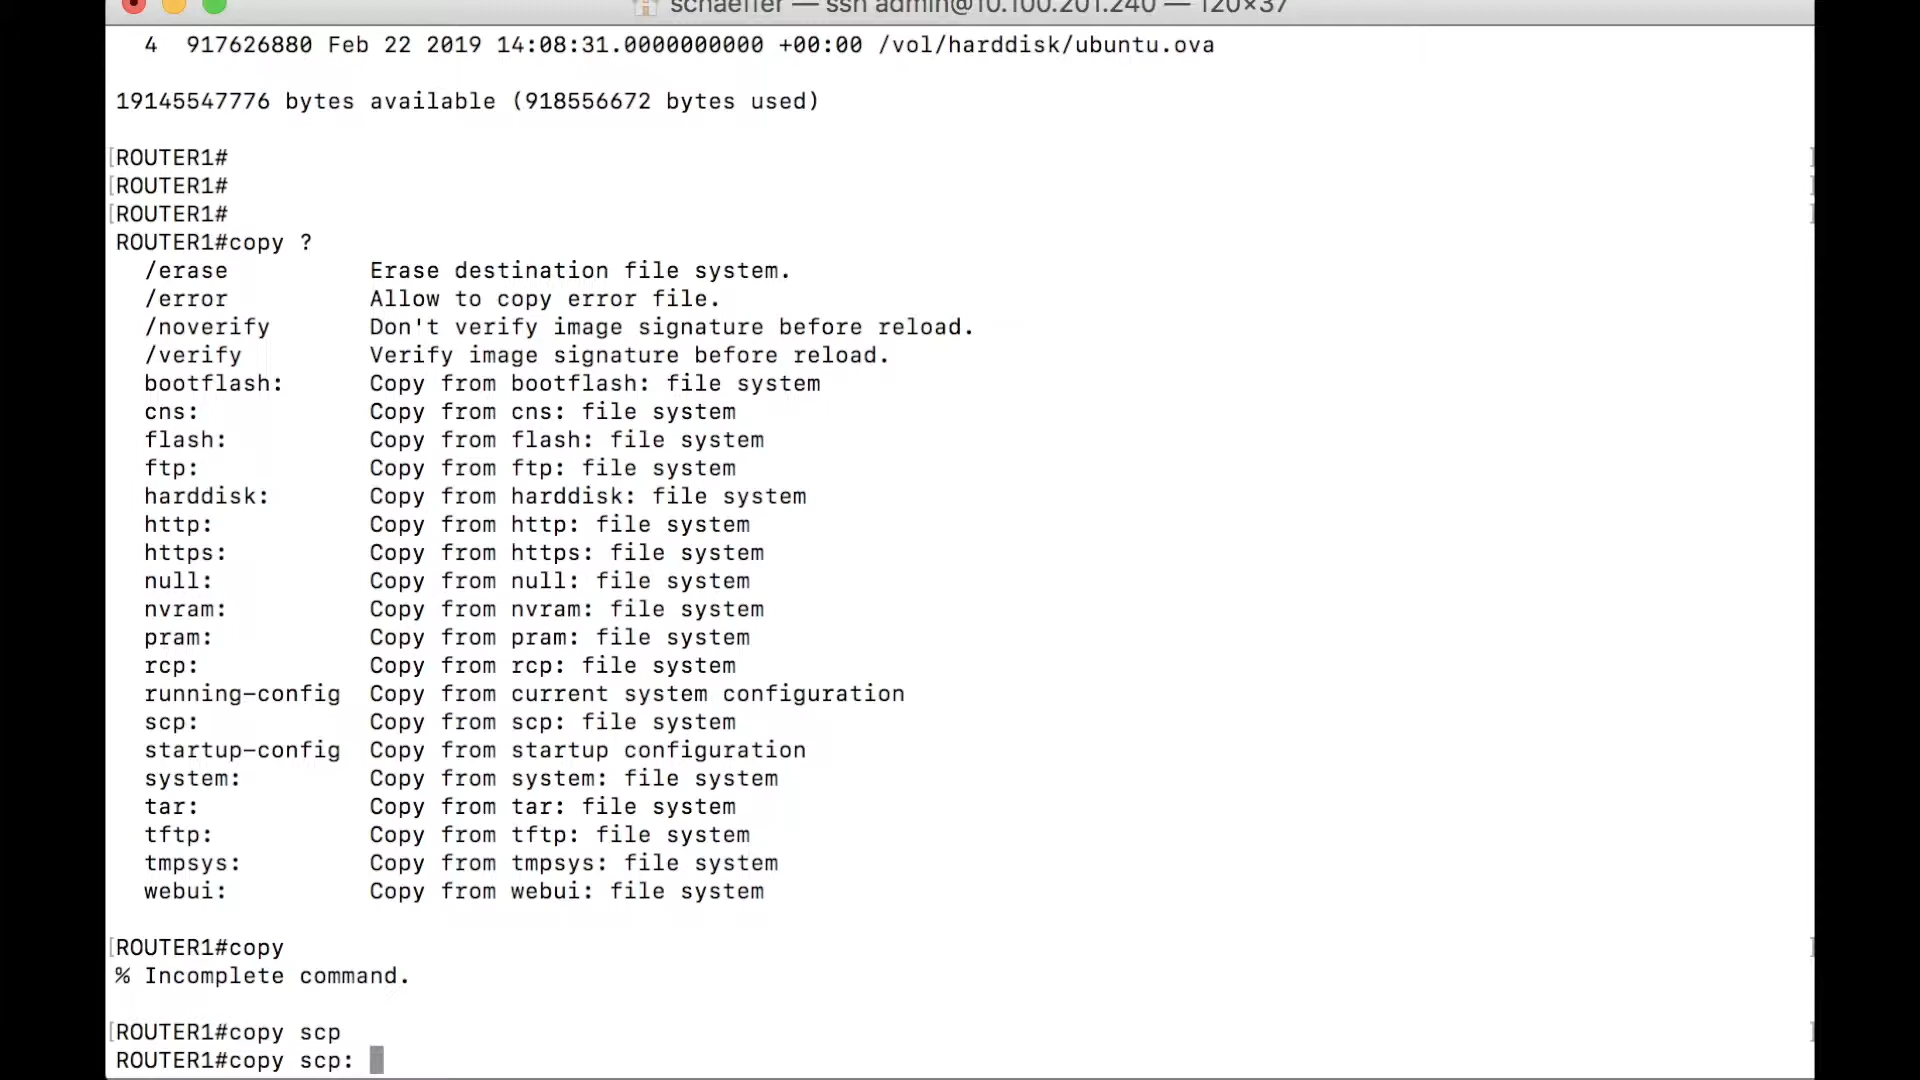 schaeffer — ssh admin@10.100.201.240 — 120×37
4 917626880 Feb 22 2019 14:08:31.0000000000 +00:00 /vol/harddisk/ubuntu.ova
19145547776 bytes available (918556672 bytes used)
[ROUTER1# ]
[ROUTER1# ]
[ROUTER1# ]
ROUTER1#copy ?
/erase Erase destination file system.
/error Allow to copy error file.
/noverify Don't verify image signature before reload.
/verify Verify image signature before reload.
bootflash: Copy from bootflash: file system
cns: Copy from cns: file system
flash: Copy from flash: file system
ftp: Copy from ftp: file system
harddisk: Copy from harddisk: file system
http: Copy from http: file system
https: Copy from https: file system
null: Copy from null: file system
nvram: Copy from nvram: file system
pram: Copy from pram: file system
rcp: Copy from rcp: file system
running-config Copy from current system configuration
scp: Copy from scp: file system
startup-config Copy from startup configuration
system: Copy from system: file system
tar: Copy from tar: file system
tftp: Copy from tftp: file system
tmpsys: Copy from tmpsys: file system
webui: Copy from webui: file system
[ROUTER1#copy ]
% Incomplete command.
[ROUTER1#copy scp ]
ROUTER1#copy scp: